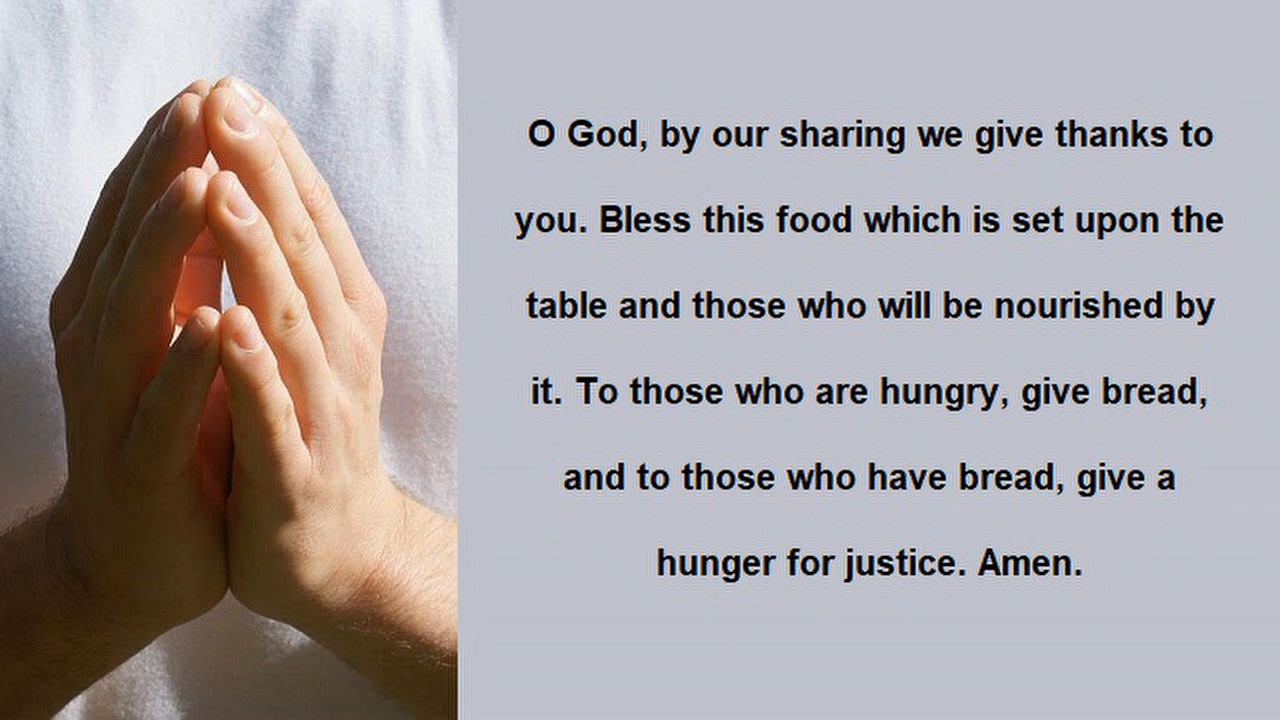 O God, by our sharing we give thanks to
you. Bless this food which is set upon the
table and those who will be nourished by
it. To those who are hungry, give bread,
and to those who have bread, give a
hunger for justice. Amen.